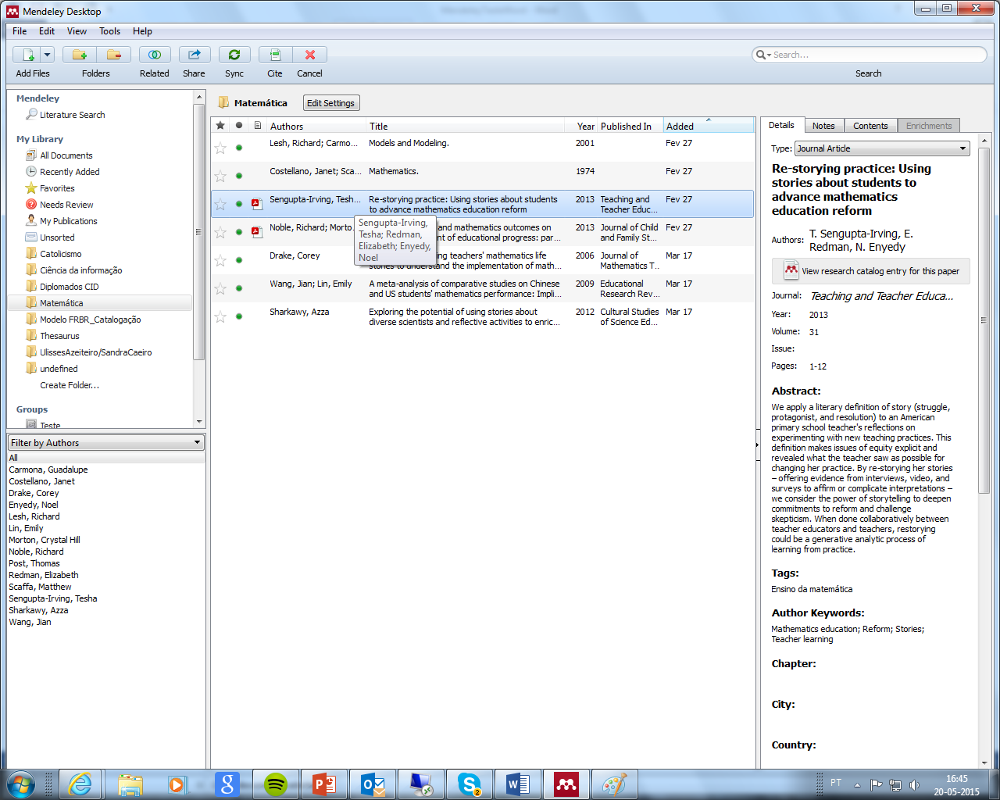 Mendeley Desktop
File Edit View Tools Help
Add Files Folders Related Share Sync Cite Cancel
Search...
Search
Mendeley
Literature Search
My Library
All Documents
Recently Added
Favorites
Needs Review
My Publications
Unsorted
Catolicismo
Ciência da informação
Diplomados CID
Matemática
Modelo FRBR_Catalogação
Thesaurus
UlissesAzeiteiro/SandraCaeiro
undefined
Create Folder...
Groups
Teste
Filter by Authors
All
Carmona, Guadalupe
Costellano, Janet
Drake, Corey
Enyedy, Noel
Lesh, Richard
Lin, Emily
Morton, Crystal Hill
Noble, Richard
Post, Thomas
Redman, Elizabeth
Scaffa, Matthew
Sengupta-Irving, Tesha
Sharkawy, Azza
Wang, Jian
Matemática Edit Settings
Authors Title Year Published In Added
Lesh, Richard; Carmo... Models and Modeling. 2001 Fev 27
Costellano, Janet; Sca... Mathematics. 1974 Fev 27
Sengupta-Irving, Tesh... Re-storying practice: Using stories about students 2013 Teaching and Fev 27
to advance mathematics education reform Teacher Educ...
Noble, Richard; Morto... and mathematics outcomes on 2013 Journal of Child Fev 27
nt of educational progress: par... and Family St...
Sengupta-Irving,
Tesha; Redman,
Elizabeth; Enyedy,
Noel
Drake, Corey ing teachers' mathematics life 2006 Journal of Mar 17
stories to understand the implementation of math... Mathematics T...
Wang, Jian; Lin, Emily A meta-analysis of comparative studies on Chinese 2009 Educational Mar 17
and US students' mathematics performance: Impli... Research Rev...
Sharkawy, Azza Exploring the potential of using stories about 2012 Cultural Studies Mar 17
diverse scientists and reflective activities to enric... of Science Ed...
Details Notes Contents Enrichments
Type: Journal Article
Re-storying practice: Using
stories about students to
advance mathematics
education reform
Authors: T. Sengupta-Irving, E.
Redman, N. Enyedy
View research catalog entry for this paper
Journal: Teaching and Teacher Educa...
Year: 2013
Volume: 31
Issue:
Pages: 1-12
Abstract:
We apply a literary definition of story (struggle,
protagonist, and resolution) to an American
primary school teacher's reflections on
experimenting with new teaching practices. This
definition makes issues of equity explicit and
revealed what the teacher saw as possible for
changing her practice. By re-storying her stories
– offering evidence from interviews, video, and
surveys to affirm or complicate interpretations –
we consider the power of storytelling to deepen
commitments to reform and challenge
skepticism. When done collaboratively between
teacher educators and teachers, restorying
could be a generative analytic process of
learning from practice.
Tags:
Ensino da matemática
Author Keywords:
Mathematics education; Reform; Stories;
Teacher learning
Chapter:
City:
Country:
PT 16:45
20-05-2015